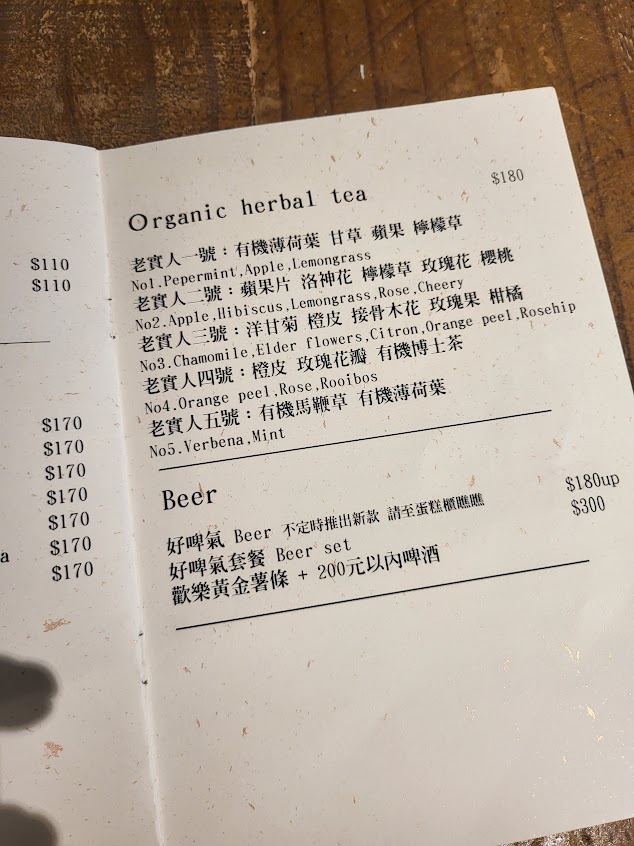 $110
$110
$170
$170
$170
$170
$170
a $170
$170
Organic herbal tea $180
老實人一號：有機薄荷葉 甘草 蘋果 檸檬草
No1.Pepermint,Apple,Lemongrass
老實人二號：蘋果片 洛神花 檸檬草 玫瑰花 櫻桃
No2.Apple,Hibiscus,Lemongrass,Rose,Cheery
老實人三號：洋甘菊 橙皮 接骨木花 玫瑰果 柑橘
No3.Chamomile,Elder flowers,Citron,Orange peel,Rosehip
老實人四號：橙皮 玫瑰花瓣 有機博士茶
No4.Orange peel,Rose,Rooibos
老實人五號：有機馬鞭草 有機薄荷葉
No5.Verbena,Mint
Beer
好啤氣 Beer 不定時推出新款 請至蛋糕櫃瞧瞧 $180up
好啤氣套餐 Beer set $300
歡樂黃金薯條 + 200元以內啤酒